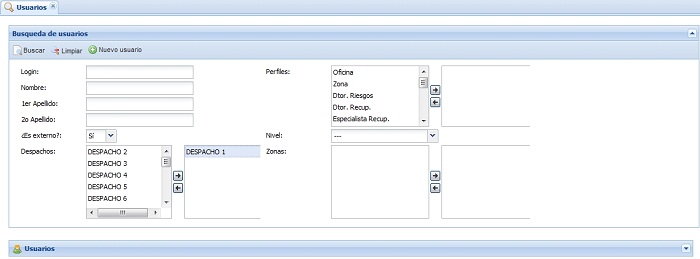 Usuarios
Busqueda de usuarios
Buscar Limpiar Nuevo usuario
Login: Perfiles: Oficina
Zona
Nombre: Dtor. Riesgos
1er Apellido: Dtor. Recup.
2o Apellido: Especialista Recup.
¿Es externo?: Sí Nivel: ---
Despachos: DESPACHO 2 DESPACHO 1 Zonas:
DESPACHO 3
DESPACHO 4
DESPACHO 5
DESPACHO 6
Usuarios